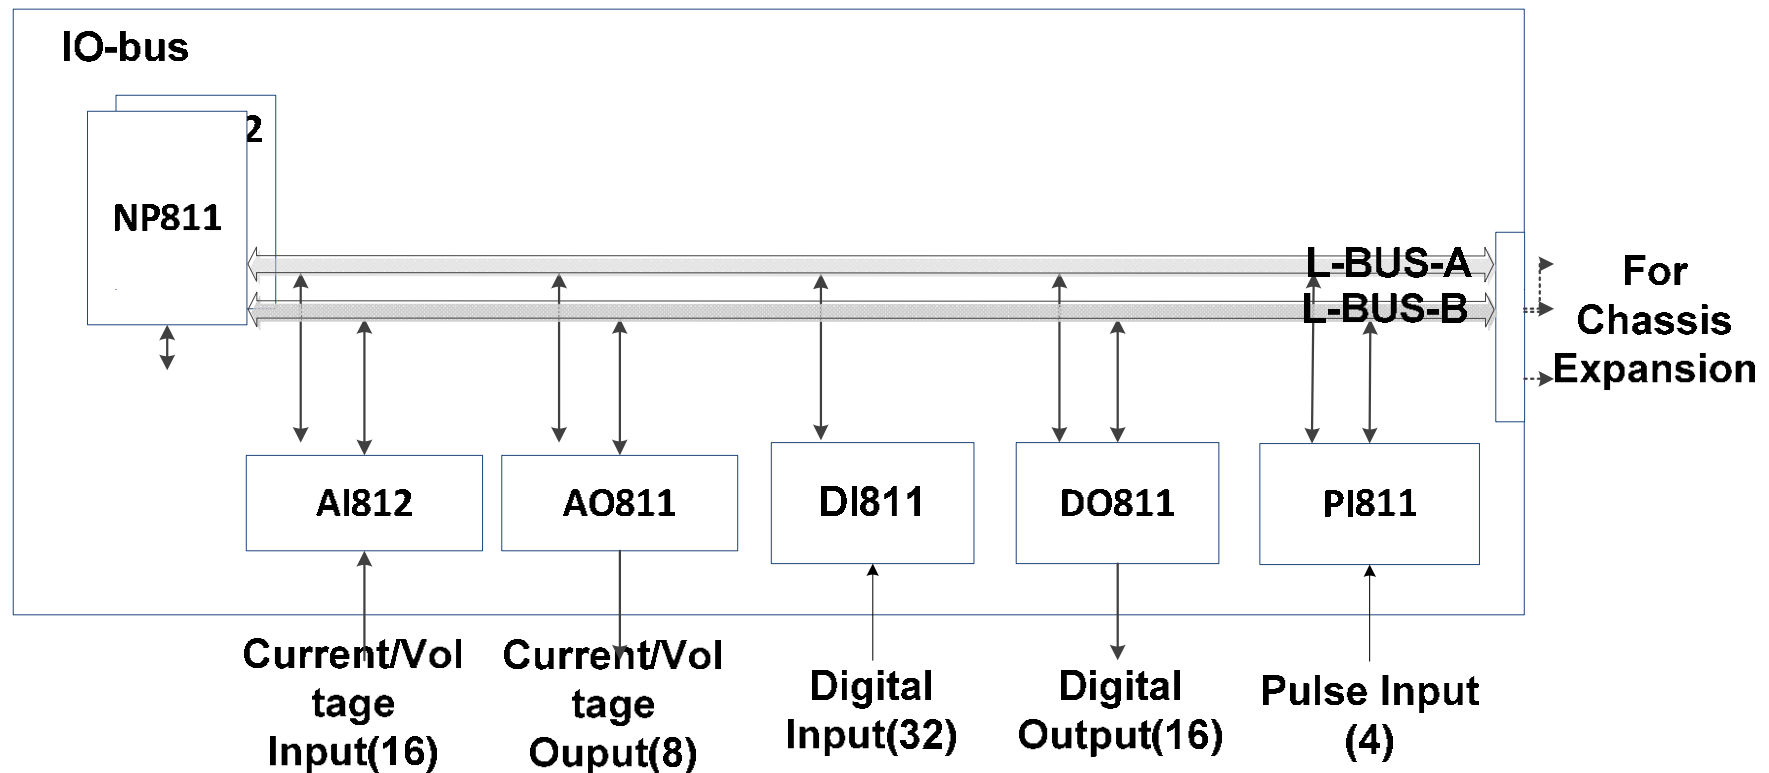 IO-bus
2
NP811
L-BUS-A
L-BUS-B
For
Chassis
Expansion
AI812
AO811
DI811
DO811
PI811
Current/Vol
tage
Input(16)
Current/Vol
tage
Ouput(8)
Digital
Input(32)
Digital
Output(16)
Pulse Input
(4)